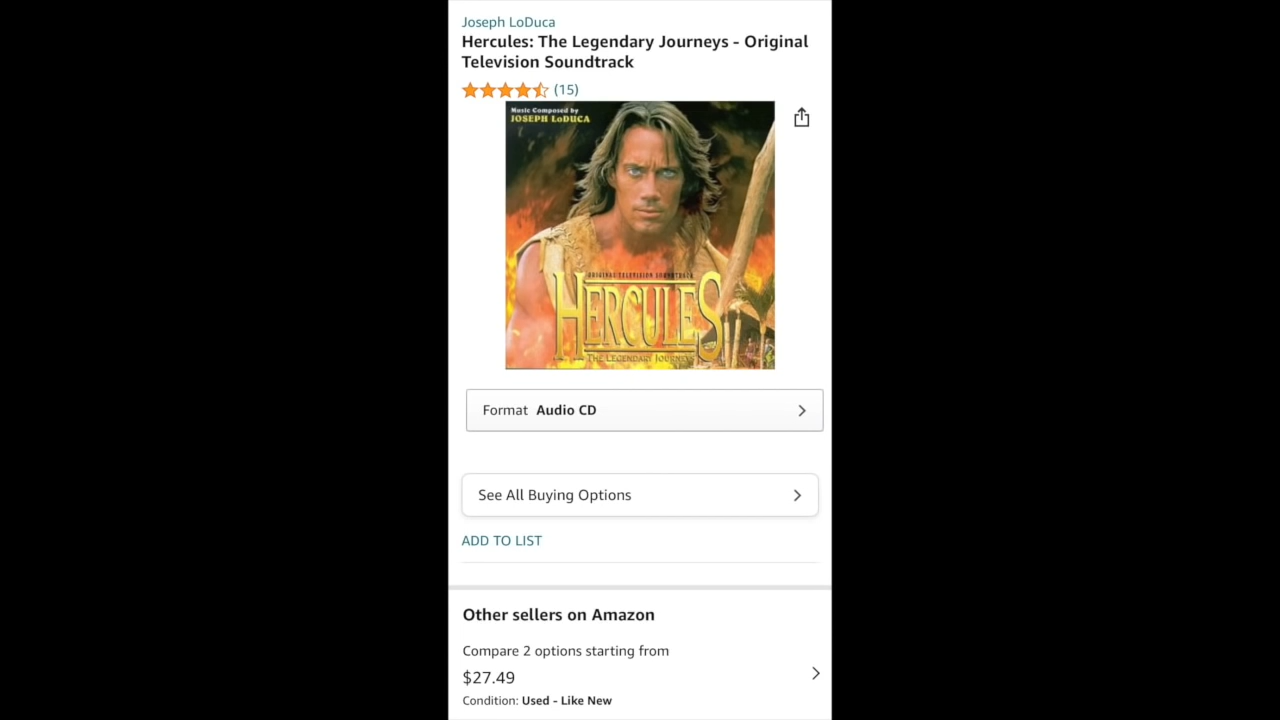 Joseph LoDuca
Hercules: The Legendary Journeys - Original
Television Soundtrack
(15)
Music Composed by
JOSEPH LoDUCA
ORIGINAL TELEVISION SOUNDTRACK
HERCULES
THE LEGENDARY JOURNEYS
Format Audio CD
See All Buying Options
ADD TO LIST
Other sellers on Amazon
Compare 2 options starting from
$27.49
Condition: Used - Like New